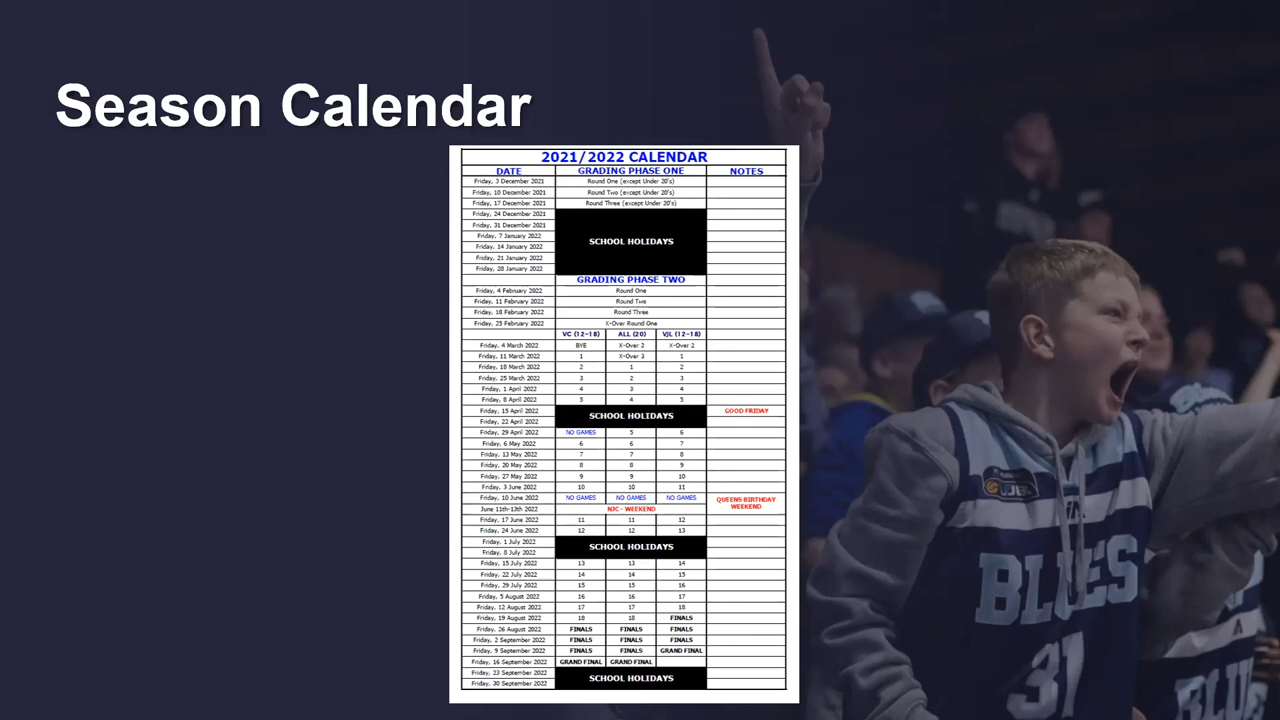 Season Calendar
2021/2022 CALENDAR
DATE GRADING PHASE ONE NOTES
Friday, 3 December 2021 Round One (except Under 20's)
Friday, 10 December 2021 Round Two (except Under 20's)
Friday, 17 December 2021 Round Three (except Under 20's)
Friday, 24 December 2021
Friday, 31 December 2021
Friday, 7 January 2022
SCHOOL HOLIDAYS
Friday, 14 January 2022
Friday, 21 January 2022
Friday, 28 January 2022
GRADING PHASE TWO
Friday, 4 February 2022 Round One
Friday, 11 February 2022 Round Two
Friday, 18 February 2022 Round Three
Friday, 25 February 2022 X-Over Round One
VC (12-18) ALL (20) VJL (12-18)
Friday, 4 March 2022 BYE X-Over 2 X-Over 2
Friday, 11 March 2022 1 X-Over 3 1
Friday, 18 March 2022 2 1 2
Friday, 25 March 2022 3 2 3
Friday, 1 April 2022 4 3 4
Friday, 8 April 2022 5 4 5
Friday, 15 April 2022 GOOD FRIDAY
SCHOOL HOLIDAYS
Friday, 22 April 2022
Friday, 29 April 2022 NO GAMES 5 6
Friday, 6 May 2022 6 6 7
Friday, 13 May 2022 7 7 8
Friday, 20 May 2022 8 8 9
Friday, 27 May 2022 9 9 10
Friday, 3 June 2022 10 10 11
Friday, 10 June 2022 NO GAMES NO GAMES NO GAMES QUEENS BIRTHDAY
June 11th-13th 2022 NJC - WEEKEND WEEKEND
Friday, 17 June 2022 11 11 12
Friday, 24 June 2022 12 12 13
Friday, 1 July 2022
SCHOOL HOLIDAYS
Friday, 8 July 2022
Friday, 15 July 2022 13 13 14
Friday, 22 July 2022 14 14 15
Friday, 29 July 2022 15 15 16
Friday, 5 August 2022 16 16 17
Friday, 12 August 2022 17 17 18
Friday, 19 August 2022 18 18 FINALS
Friday, 26 August 2022 FINALS FINALS FINALS
Friday, 2 September 2022 FINALS FINALS FINALS
Friday, 9 September 2022 FINALS FINALS GRAND FINAL
Friday, 16 September 2022 GRAND FINAL GRAND FINAL
Friday, 23 September 2022
SCHOOL HOLIDAYS
Friday, 30 September 2022
BLUES
31
BLUE